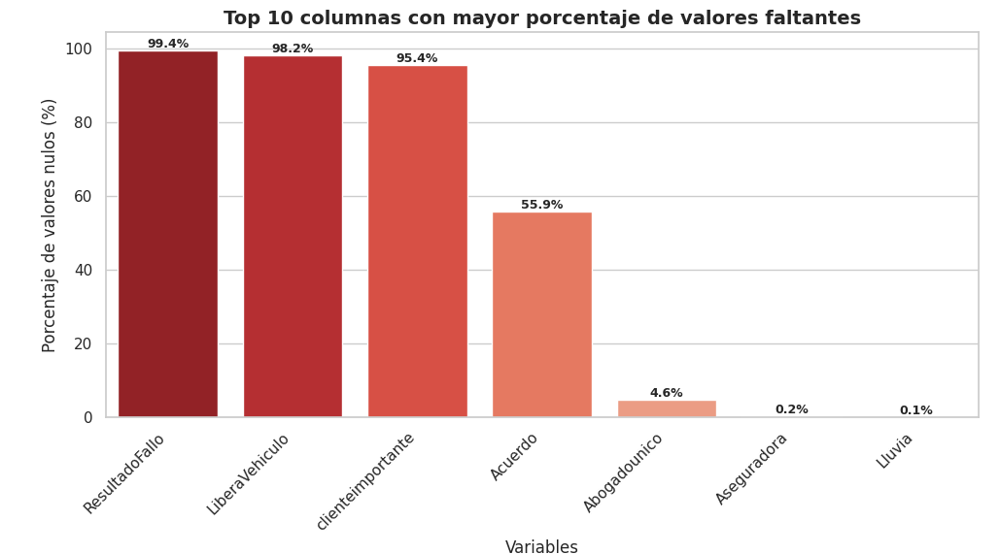 Top 10 columnas con mayor porcentaje de valores faltantes
Porcentaje de valores nulos (%)
100
80
60
40
20
0
99.4%
98.2%
95.4%
55.9%
4.6%
0.2%
0.1%
ResultadoFallo
LiberaVehiculo
clienteimportante
Acuerdo
Abogadounico
Aseguradora
Lluvia
Variables